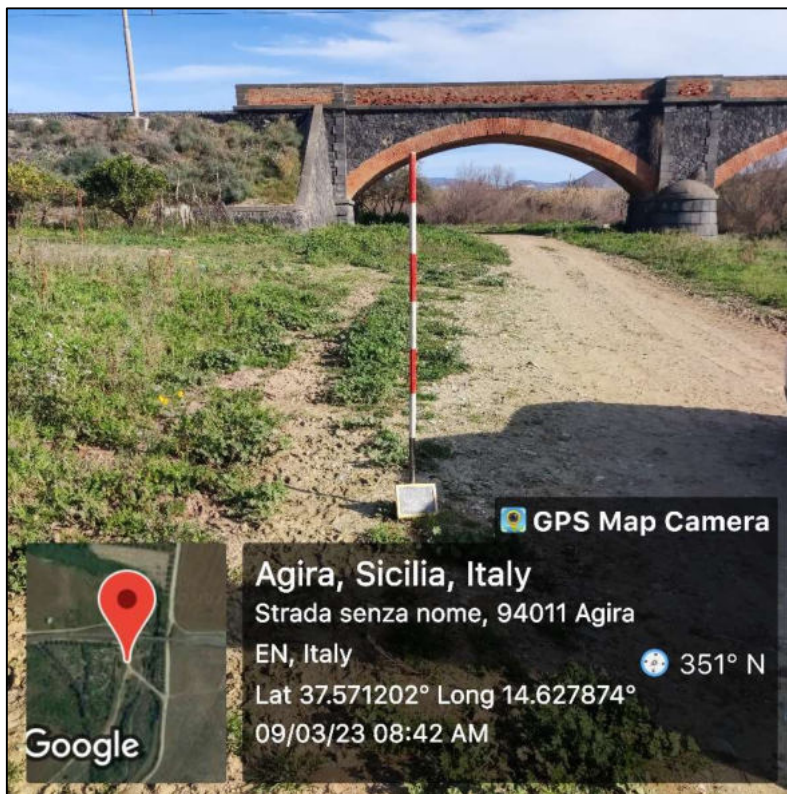 GPS Map Camera
Agira, Sicilia, Italy
Strada senza nome, 94011 Agira
EN, Italy
351° N
Lat 37.571202° Long 14.627874°
09/03/23 08:42 AM
Google